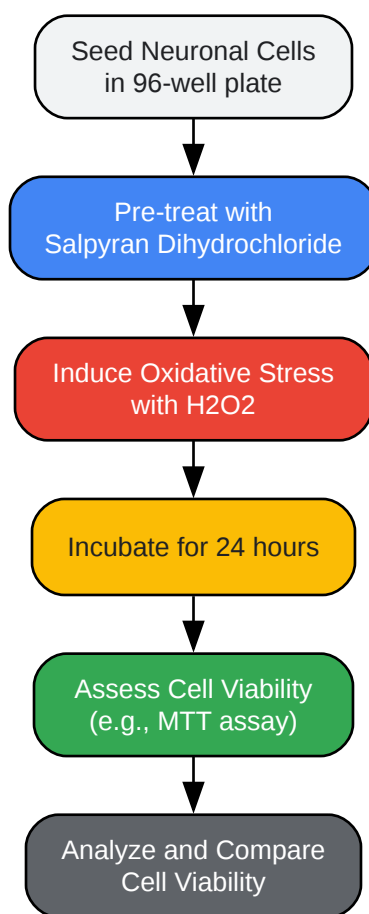 Seed Neuronal Cells
in 96-well plate
Pre-treat with
Salpyran Dihydrochloride
Induce Oxidative Stress
with H2O2
Incubate for 24 hours
Assess Cell Viability
(e.g., MTT assay)
Analyze and Compare
Cell Viability